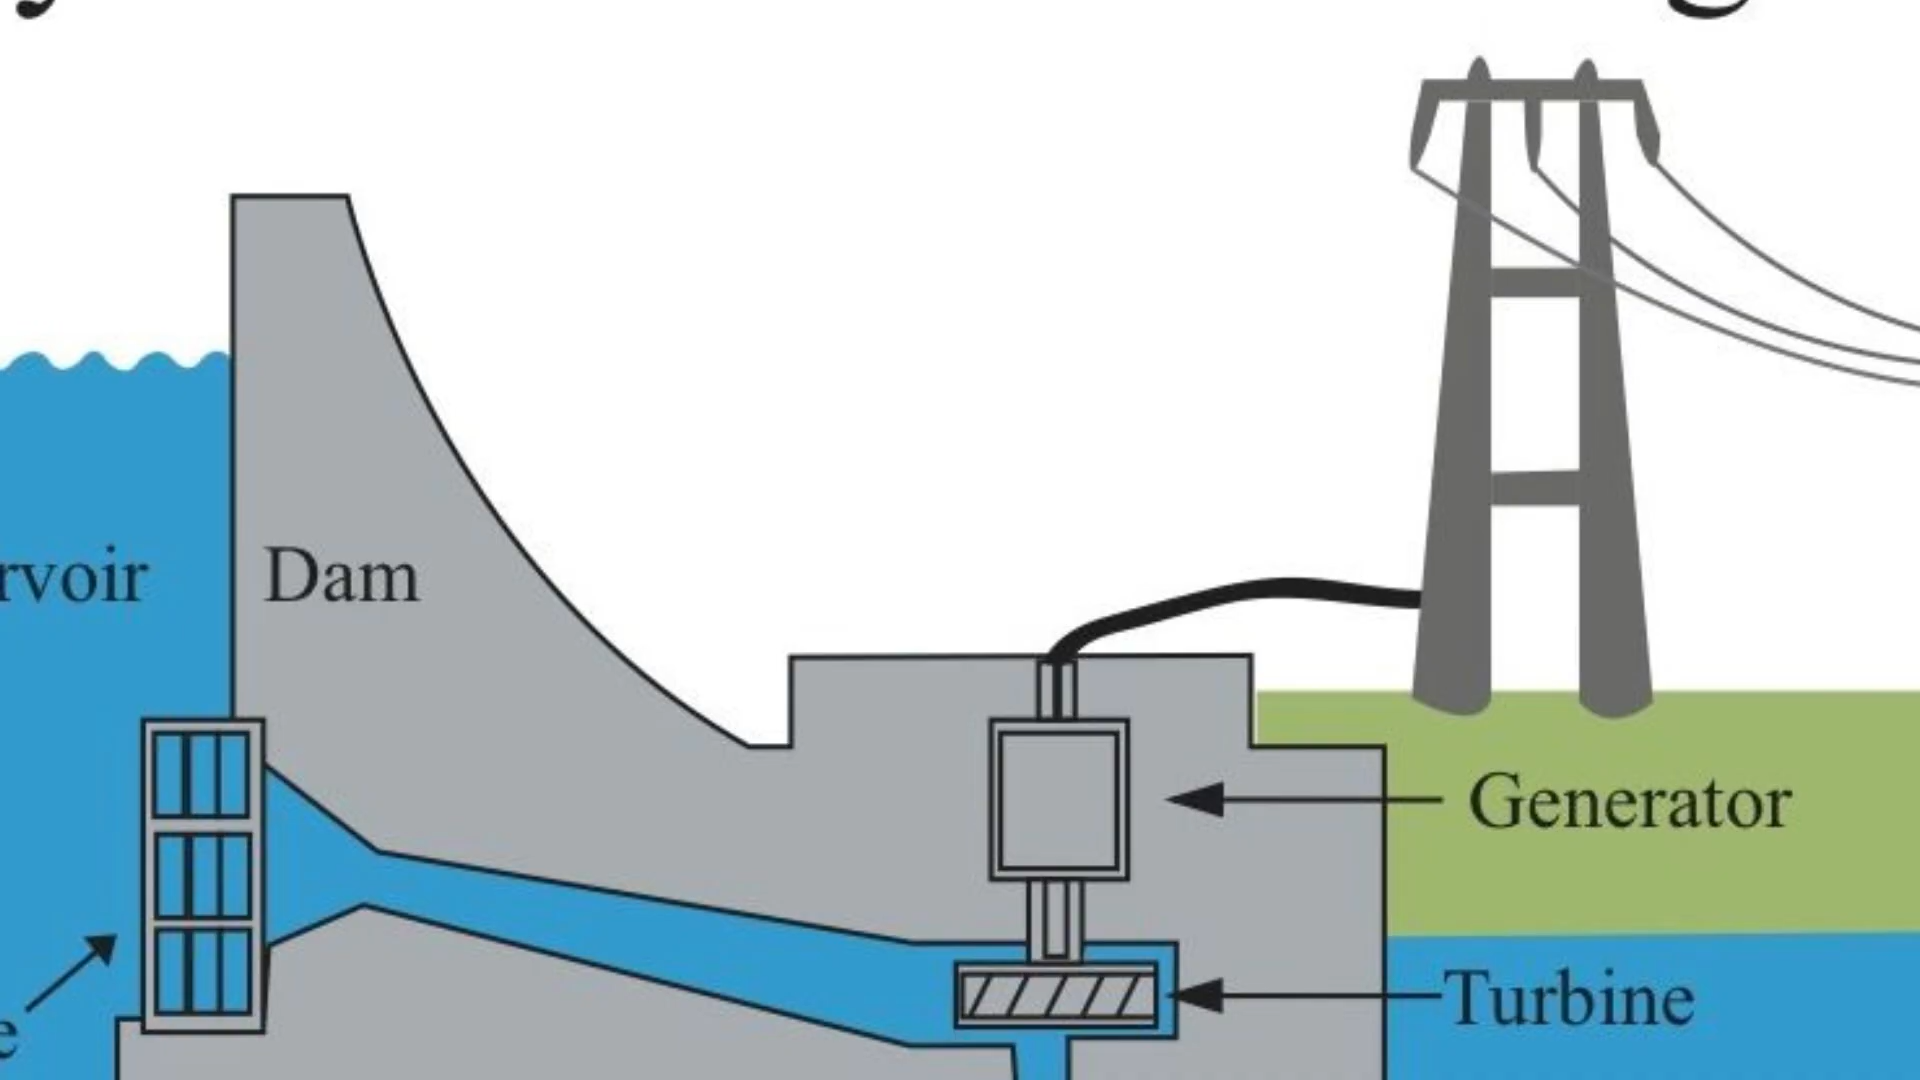 rvoir
Dam
Generator
Turbine
e